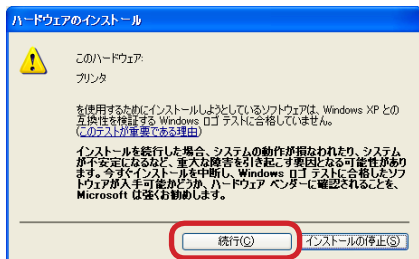 ハードウェアのインストール
このハードウェア:
プリンタ
を使用するためにインストールしようとしているソフトウェアは、Windows XP との
互換性を検証する Windows ロゴ テストに合格していません。
(このテストが重要である理由)
インストールを続行した場合、システムの動作が損なわれたり、システム
が不安定になるなど、重大な障害を引き起こす要因となる可能性があり
ます。今すぐインストールを中断し、Windows ロゴ テストに合格したソフ
トウェアが入手可能かどうか、ハードウェア ベンダーに確認されることを、
Microsoft は強くお勧めします。
続行(C)
インストールの停止(S)